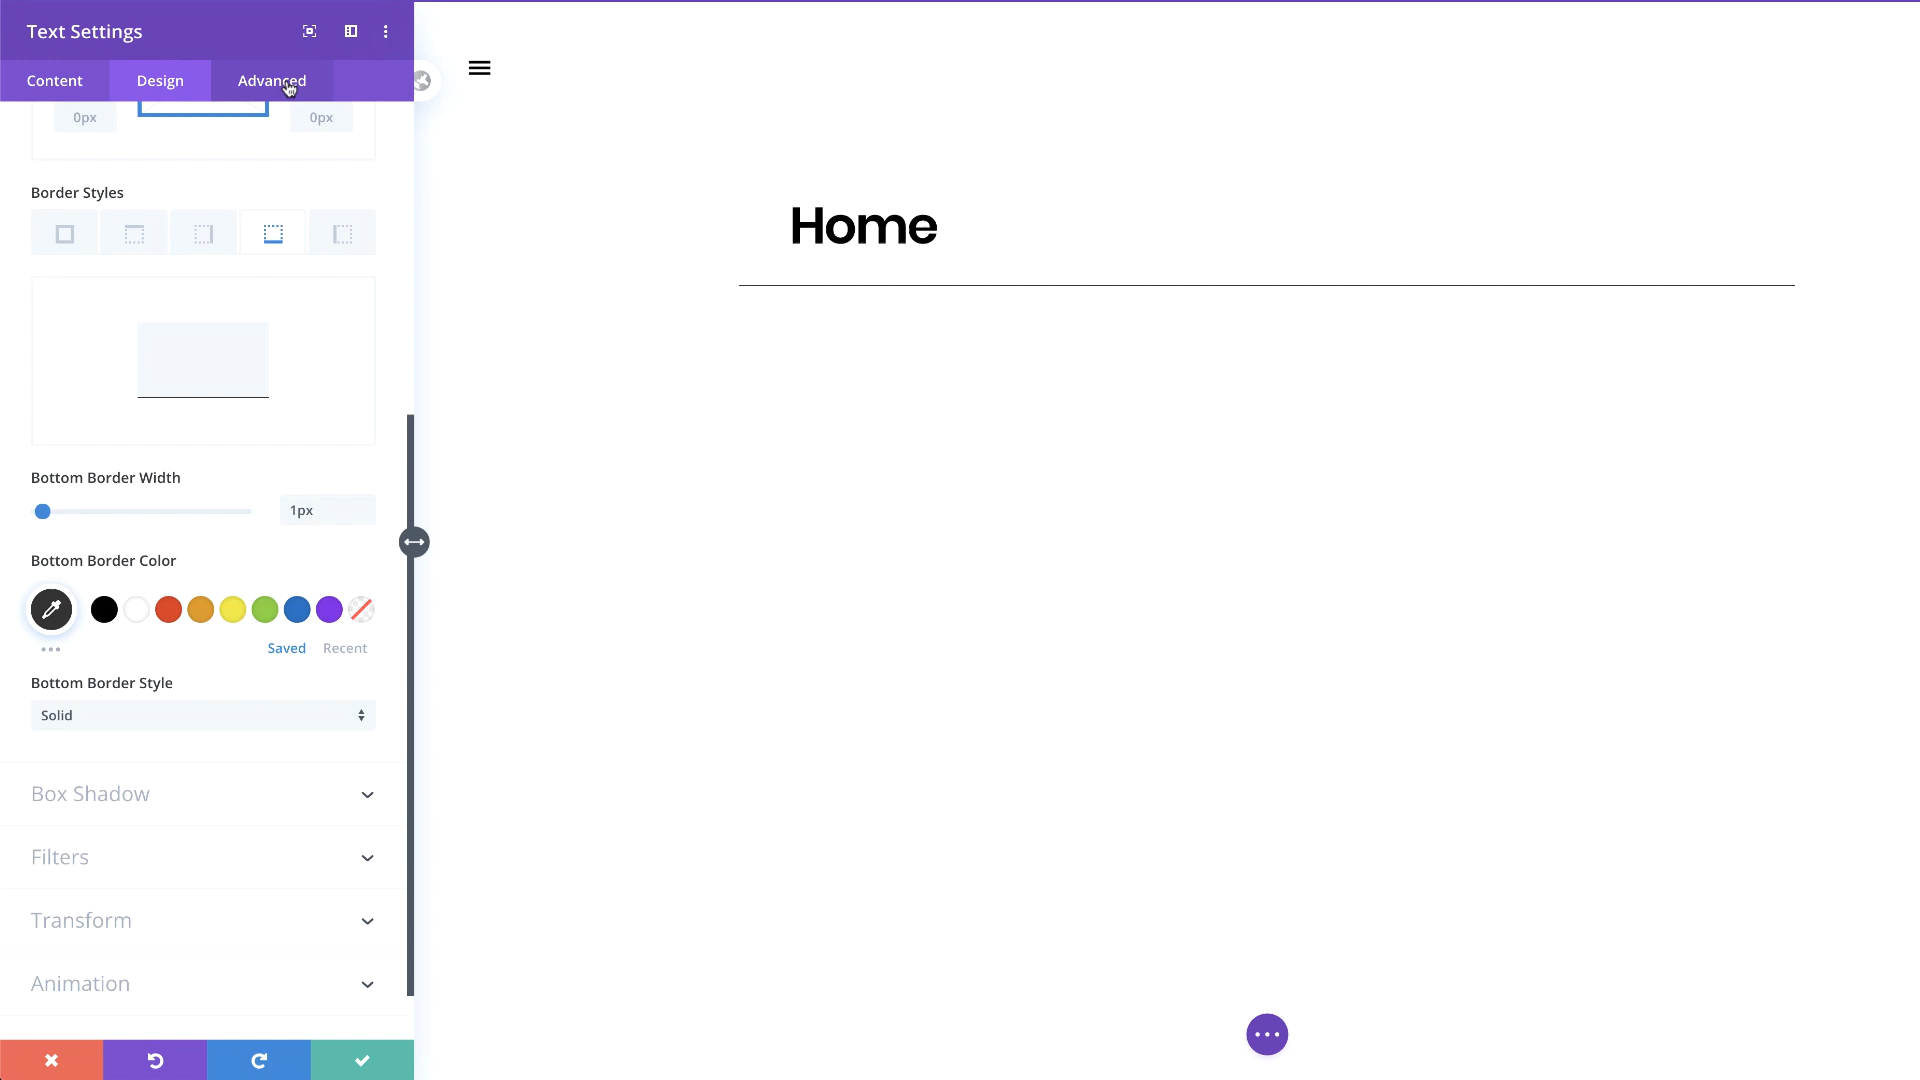 Text Settings
Content
Design
Advanced
0px
0px
Border Styles
Bottom Border Width
1px
Bottom Border Color
Saved
Recent
Bottom Border Style
Solid
Box Shadow
Filters
Transform
Animation
Home